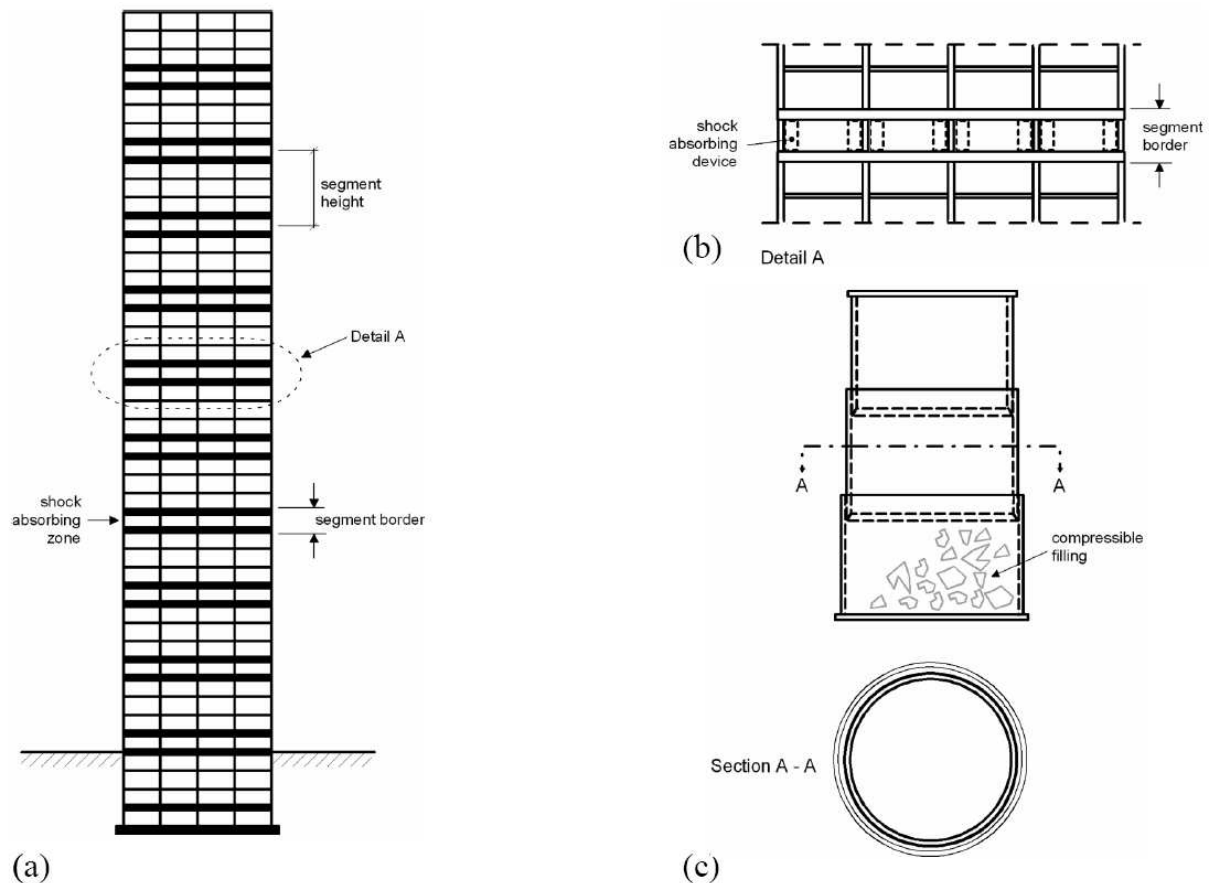 segment
height
Detail A
shock
absorbing
zone
segment border
(a)
shock
absorbing
device
segment
border
(b)
Detail A
A
A
compressible
filling
Section A - A
(c)